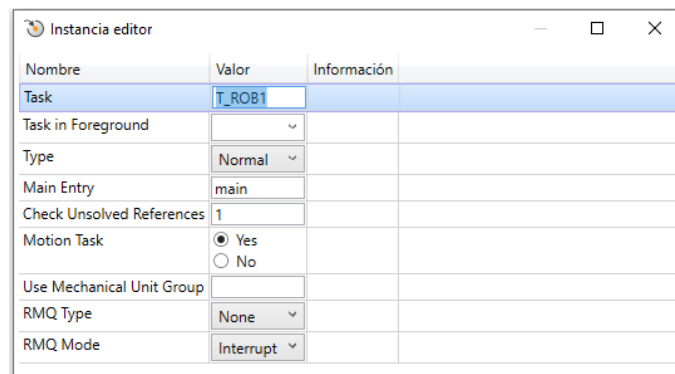 Instancia editor
Nombre Valor Información
Task T_ROB1
Task in Foreground
Type Normal
Main Entry main
Check Unsolved References 1
Motion Task Yes
No
Use Mechanical Unit Group
RMQ Type None
RMQ Mode Interrupt